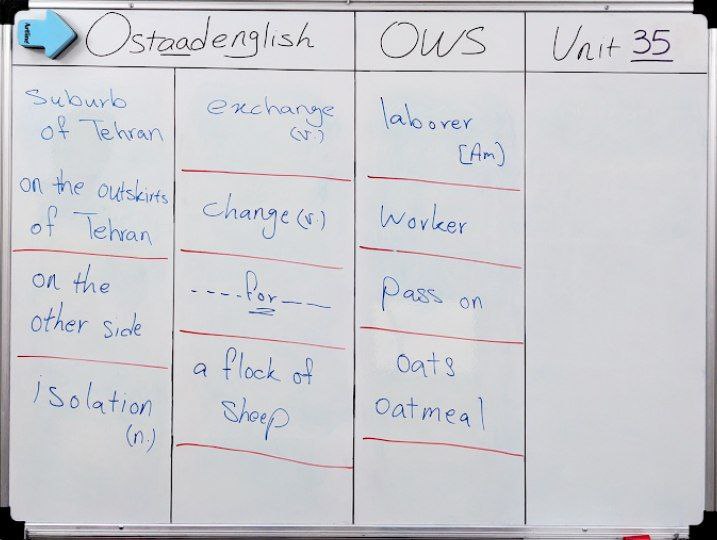 Ostaadenglish
OWS
Unit 35
Suburb
of Tehran
on the outskirts
of Tehran
on the
other side
isolation
(n.)
exchange
(v.)
change (v.)
----for---
a flock of
sheep
laborer
[Am)
worker
pass on
oats
oatmeal